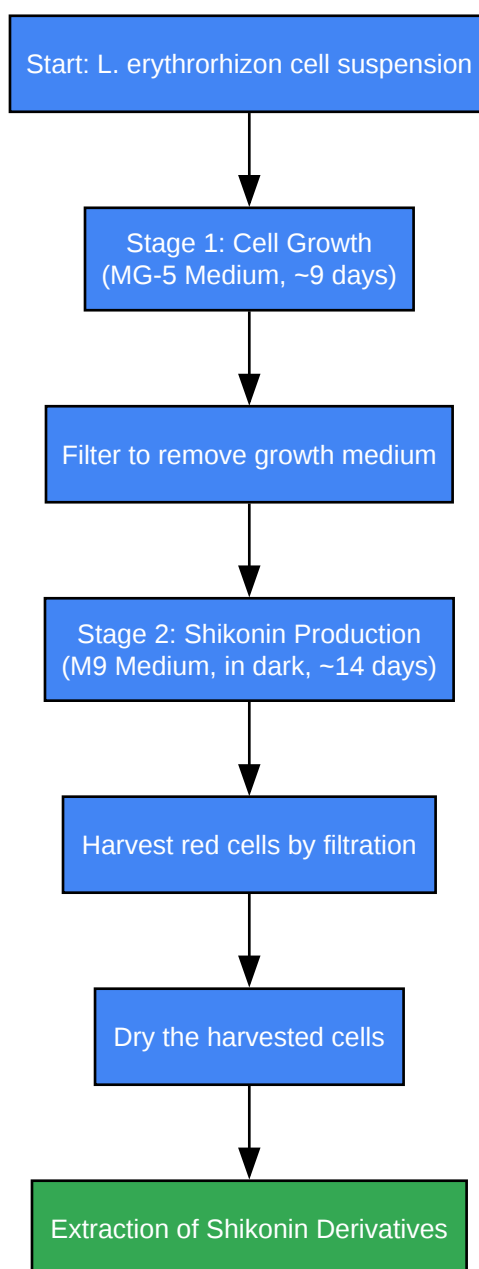 Start: L. erythrorhizon cell suspension
Stage 1: Cell Growth
(MG-5 Medium, ~9 days)
Filter to remove growth medium
Stage 2: Shikonin Production
(M9 Medium, in dark, ~14 days)
Harvest red cells by filtration
Dry the harvested cells
Extraction of Shikonin Derivatives